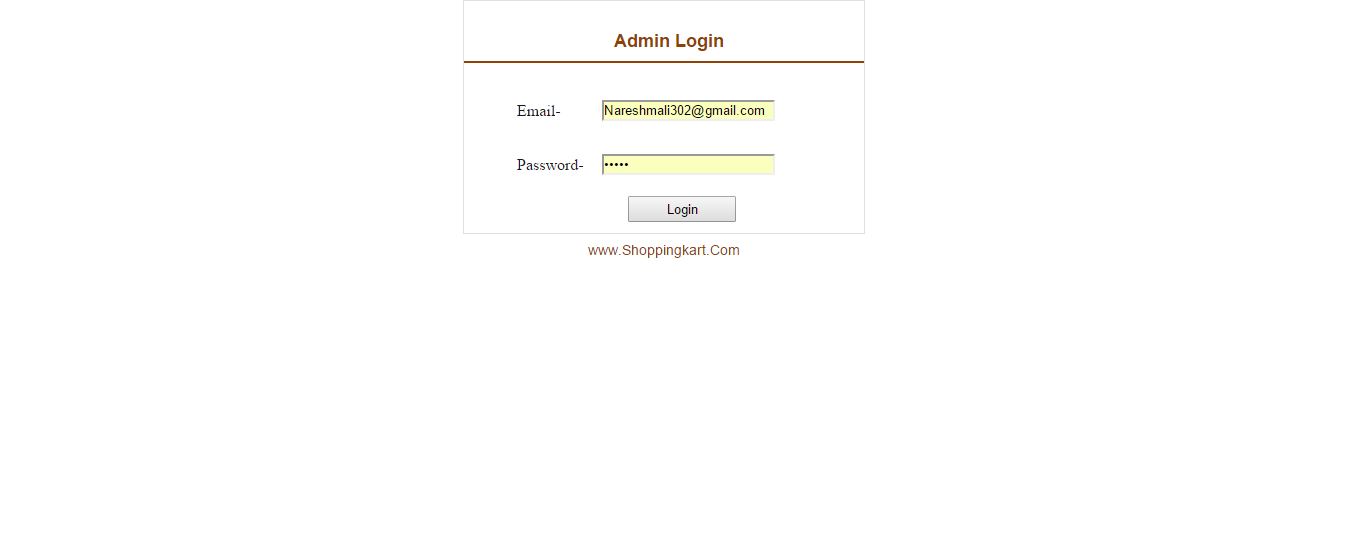 Admin Login
Email- Nareshmali302@gmail.com
Password- •••••
Login
www.Shoppingkart.Com